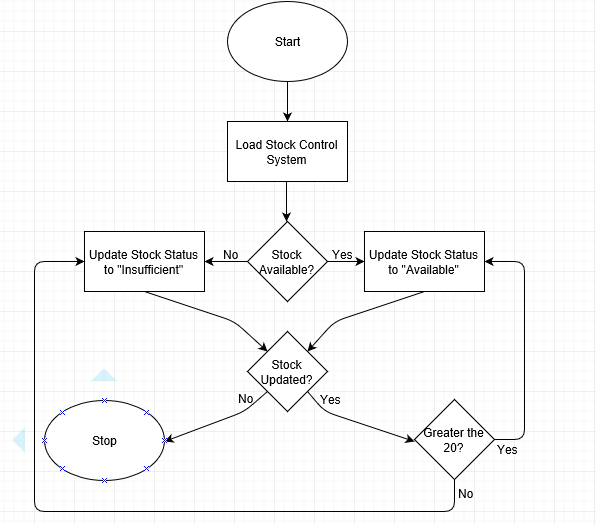 Start
Load Stock Control
System
Stock
Available?
No
Yes
Update Stock Status
to "Insufficient"
Update Stock Status
to "Available"
Stock
Updated?
No
Yes
Stop
Greater the
20?
Yes
No